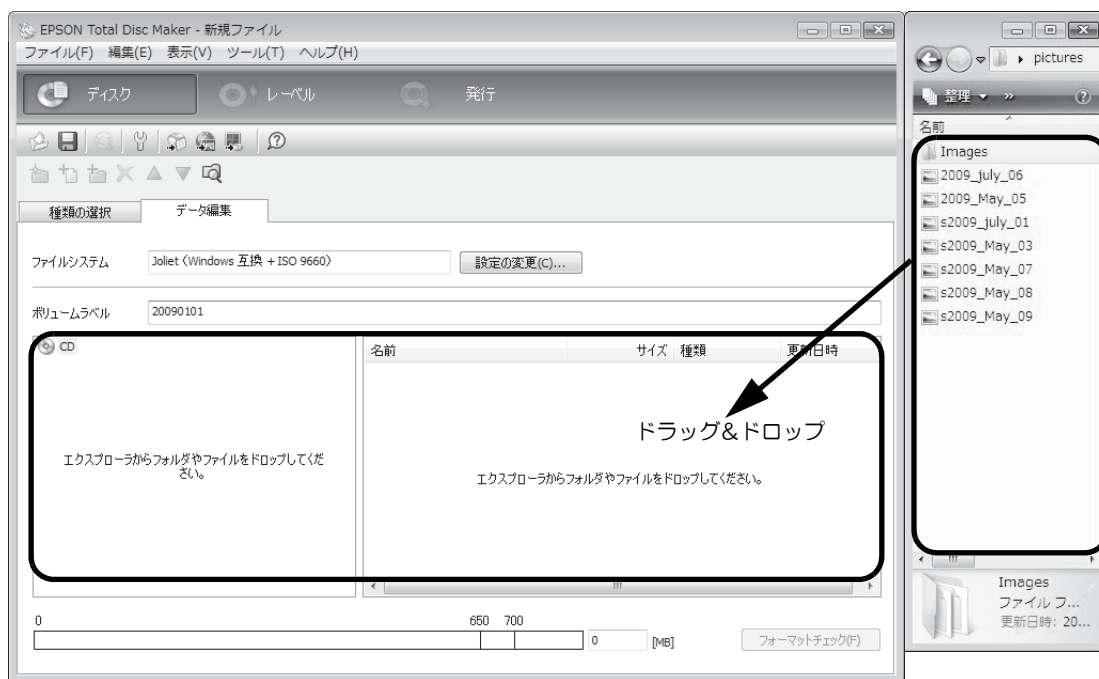 EPSON Total Disc Maker - 新規ファイル
ファイル(F) 編集(E) 表示(V) ツール(T) ヘルプ(H)
ディスク レーベル 発行
種類の選択 データ編集
ファイルシステム Joliet (Windows 互換 + ISO 9660) 設定の変更(C)...
ボリュームラベル 20090101
CD
名前 サイズ 種類 更新日時
ドラッグ&ドロップ
エクスプローラからフォルダやファイルをドロップしてくだ
さい。
エクスプローラからフォルダやファイルをドロップしてください。
0 650 700
0 [MB] フォーマットチェック(F)
pictures
整理
名前
Images
2009_july_06
2009_May_05
s2009_july_01
s2009_May_03
s2009_May_07
s2009_May_08
s2009_May_09
Images
ファイル フ...
更新日時: 20...